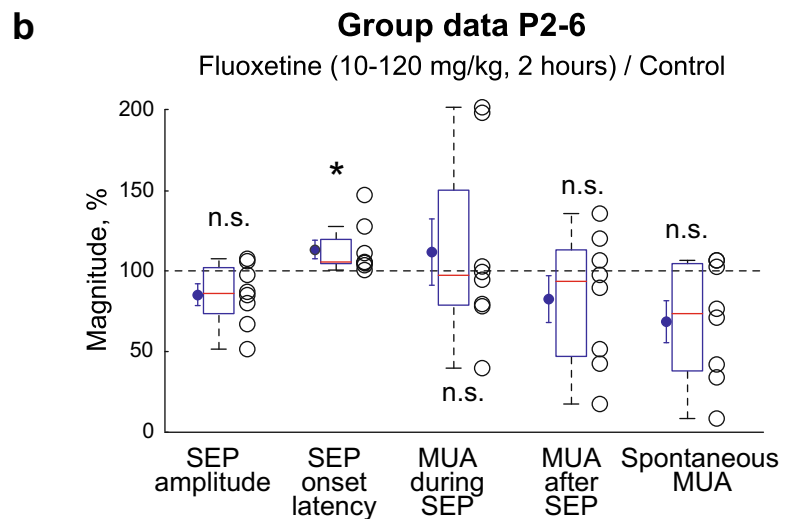 b
Group data P2-6
Fluoxetine (10-120 mg/kg, 2 hours) / Control
Magnitude, %
200
150
100
50
0
n.s.
*
n.s.
n.s.
n.s.
SEP
amplitude
SEP
onset
latency
MUA
during
SEP
MUA
after
SEP
Spontaneous
MUA